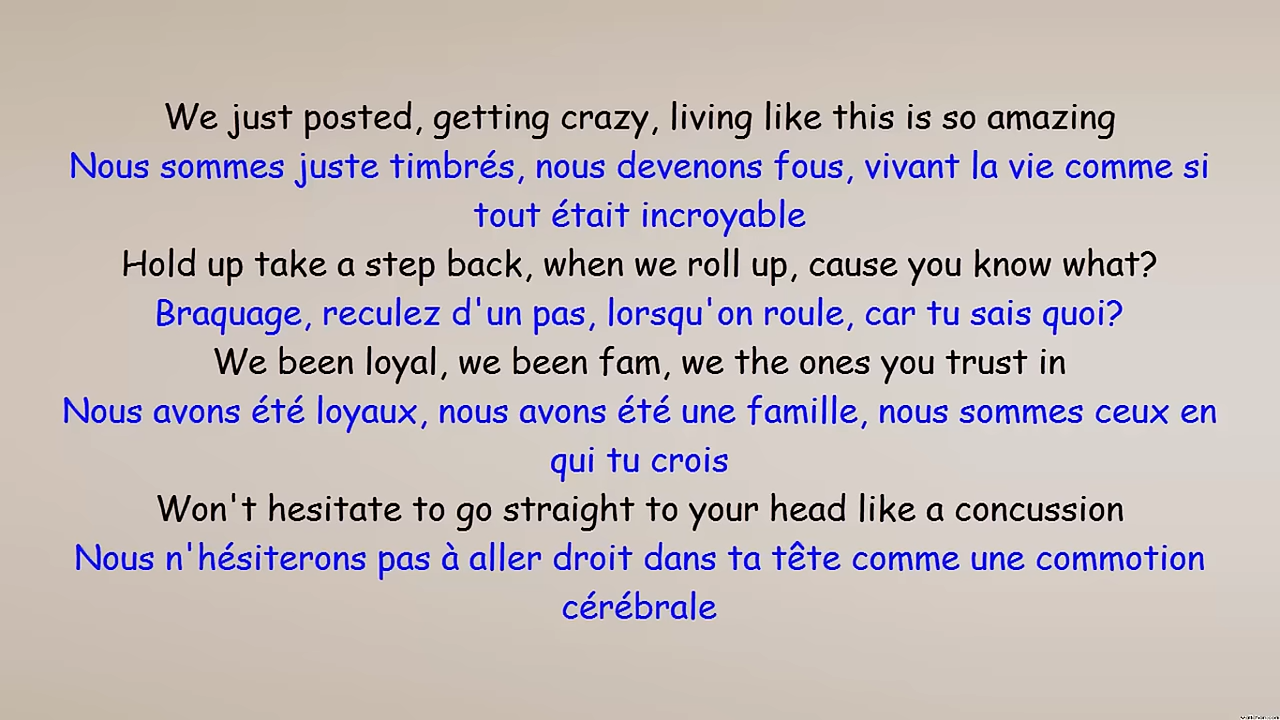 We just posted, getting crazy, living like this is so amazing
Nous sommes juste timbrés, nous devenons fous, vivant la vie comme si
tout était incroyable
Hold up take a step back, when we roll up, cause you know what?
Braquage, reculez d'un pas, lorsqu'on roule, car tu sais quoi?
We been loyal, we been fam, we the ones you trust in
Nous avons été loyaux, nous avons été une famille, nous sommes ceux en
qui tu crois
Won't hesitate to go straight to your head like a concussion
Nous n'hésiterons pas à aller droit dans ta tête comme une commotion
cérébrale